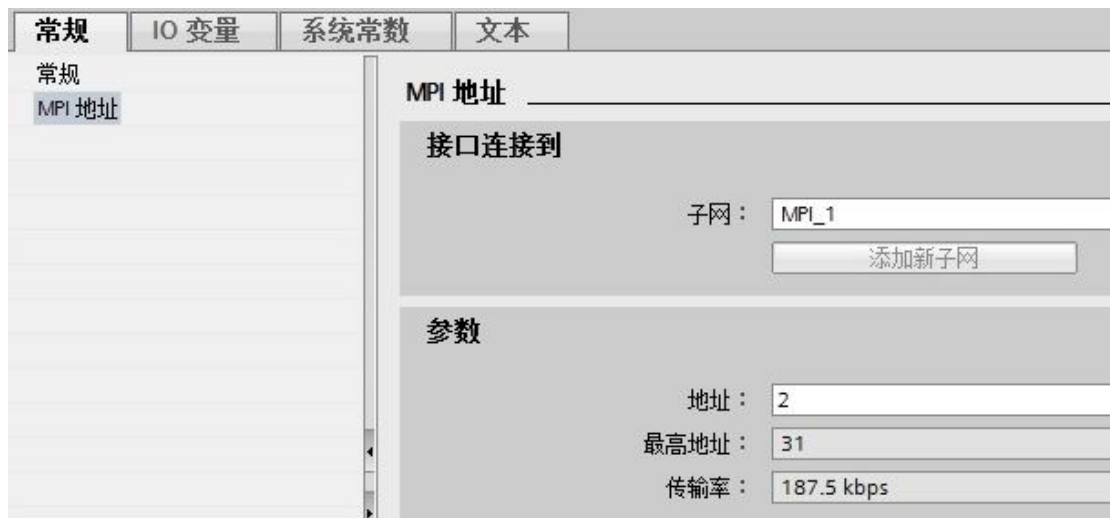 常规 IO 变量 系统常数 文本
常规
MPI 地址
MPI 地址
接口连接到
子网： MPI_1
添加新子网
参数
地址： 2
最高地址： 31
传输率： 187.5 kbps